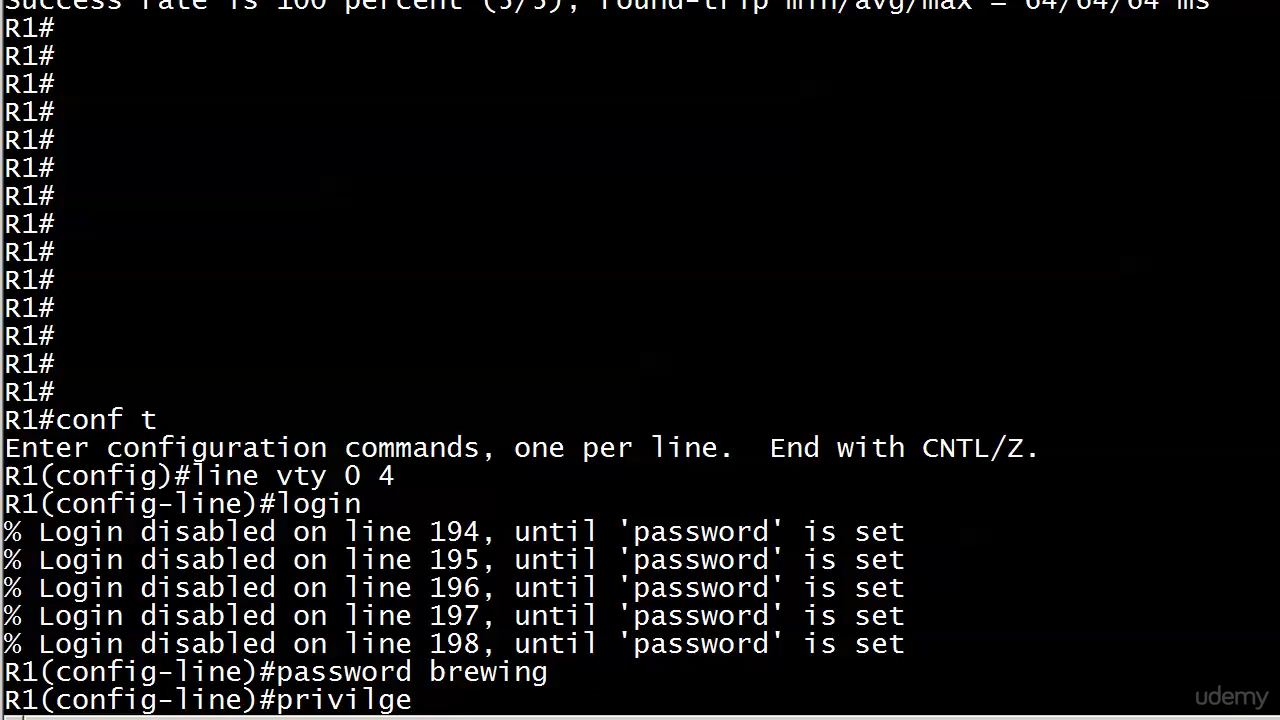 Success rate is 100 percent (5/5), round-trip min/avg/max = 64/64/64 ms
R1#
R1#
R1#
R1#
R1#
R1#
R1#
R1#
R1#
R1#
R1#
R1#
R1#
R1#
R1#conf t
Enter configuration commands, one per line.  End with CNTL/Z.
R1(config)#line vty 0 4
R1(config-line)#login
% Login disabled on line 194, until 'password' is set
% Login disabled on line 195, until 'password' is set
% Login disabled on line 196, until 'password' is set
% Login disabled on line 197, until 'password' is set
% Login disabled on line 198, until 'password' is set
R1(config-line)#password brewing
R1(config-line)#privilge
udemy